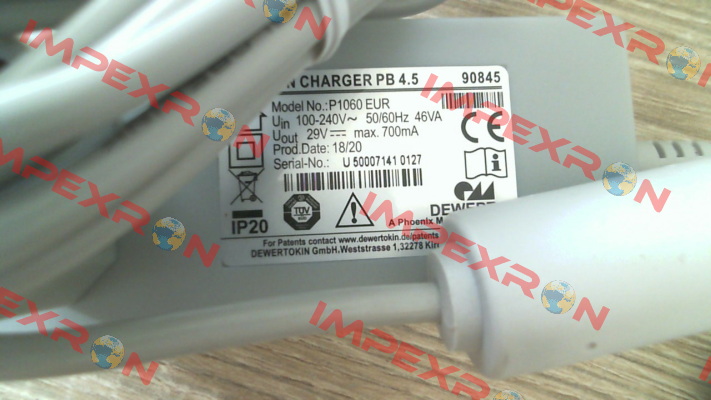 CHARGER PB 4.5 90845
Model No.: P1060 EUR
Uin 100-240V~ 50/60Hz 46VA
Uout 29V⎓ max. 700mA
Prod.Date: 18/20
Serial-No.: U 50007141 0127
CE
IP20
TÜV
DEWERT
A Phoenix M
For Patents contact www.dewertokin.de/patents
DEWERTOKIN GmbH.Weststrasse 1,32278 Kir
IMPEXRON
IMPEXRON
IMPEXRON
IMPEXRON
IMPEXRON
IMPEXRON
IMPEXRON
IMPEXRON